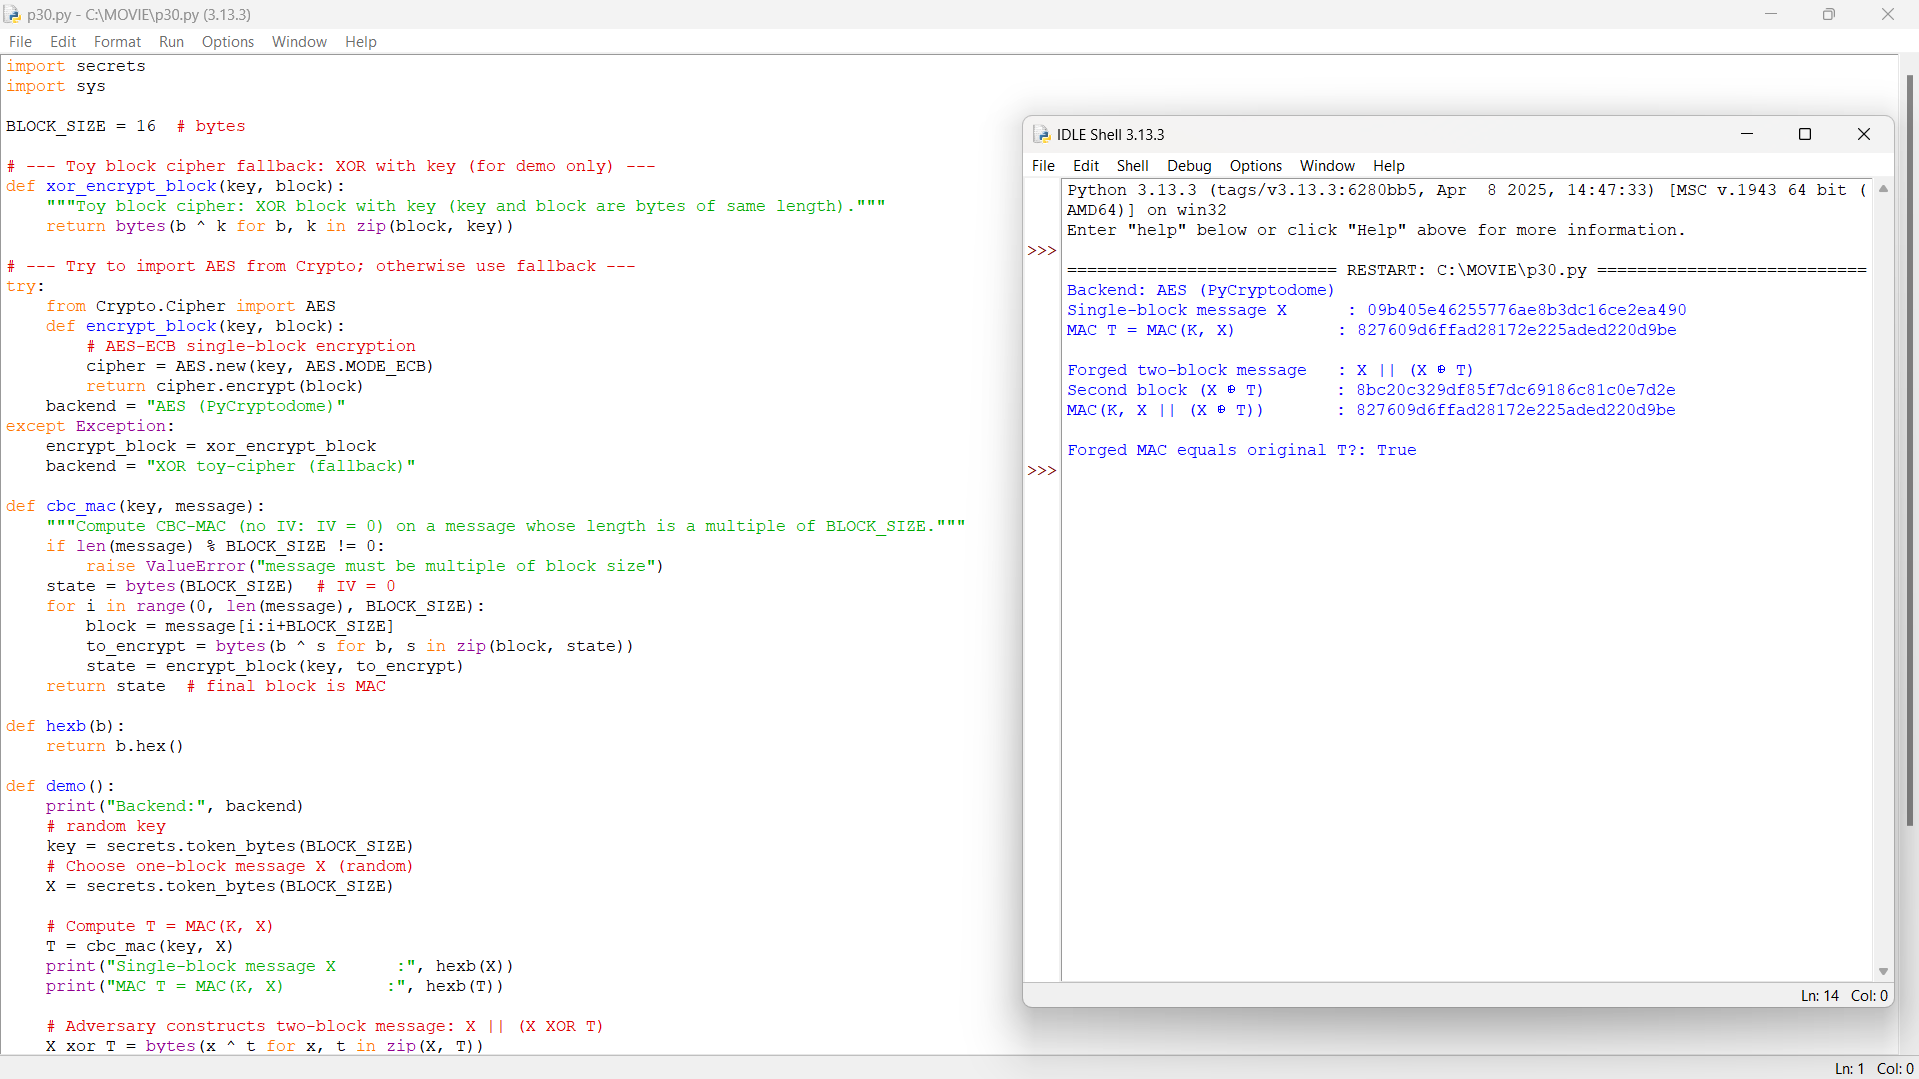 p30.py - C:\MOVIE\p30.py (3.13.3)
File Edit Format Run Options Window Help
import secrets
import sys
BLOCK_SIZE = 16  # bytes
# --- Toy block cipher fallback: XOR with key (for demo only) ---
def xor_encrypt_block(key, block):
    """Toy block cipher: XOR block with key (key and block are bytes of same length)."""
    return bytes(b ^ k for b, k in zip(block, key))
# --- Try to import AES from Crypto; otherwise use fallback ---
try:
    from Crypto.Cipher import AES
    def encrypt_block(key, block):
        # AES-ECB single-block encryption
        cipher = AES.new(key, AES.MODE_ECB)
        return cipher.encrypt(block)
    backend = "AES (PyCryptodome)"
except Exception:
    encrypt_block = xor_encrypt_block
    backend = "XOR toy-cipher (fallback)"
def cbc_mac(key, message):
    """Compute CBC-MAC (no IV: IV = 0) on a message whose length is a multiple of BLOCK_SIZE."""
    if len(message) % BLOCK_SIZE != 0:
        raise ValueError("message must be multiple of block size")
    state = bytes(BLOCK_SIZE)  # IV = 0
    for i in range(0, len(message), BLOCK_SIZE):
        block = message[i:i+BLOCK_SIZE]
        to_encrypt = bytes(b ^ s for b, s in zip(block, state))
        state = encrypt_block(key, to_encrypt)
    return state  # final block is MAC
def hexb(b):
    return b.hex()
def demo():
    print("Backend:", backend)
    # random key
    key = secrets.token_bytes(BLOCK_SIZE)
    # Choose one-block message X (random)
    X = secrets.token_bytes(BLOCK_SIZE)
    # Compute T = MAC(K, X)
    T = cbc_mac(key, X)
    print("Single-block message X      :", hexb(X))
    print("MAC T = MAC(K, X)          :", hexb(T))
    # Adversary constructs two-block message: X || (X XOR T)
    X_xor_T = bytes(x ^ t for x, t in zip(X, T))
Ln: 1 Col: 0
IDLE Shell 3.13.3
File Edit Shell Debug Options Window Help
Python 3.13.3 (tags/v3.13.3:6280bb5, Apr  8 2025, 14:47:33) [MSC v.1943 64 bit (
AMD64)] on win32
Enter "help" below or click "Help" above for more information.
>>>
=========================== RESTART: C:\MOVIE\p30.py ===========================
Backend: AES (PyCryptodome)
Single-block message X      : 09b405e46255776ae8b3dc16ce2ea490
MAC T = MAC(K, X)          : 827609d6ffad28172e225aded220d9be
Forged two-block message   : X || (X ⊕ T)
Second block (X ⊕ T)       : 8bc20c329df85f7dc69186c81c0e7d2e
MAC(K, X || (X ⊕ T))       : 827609d6ffad28172e225aded220d9be
Forged MAC equals original T?: True
>>>
Ln: 14 Col: 0